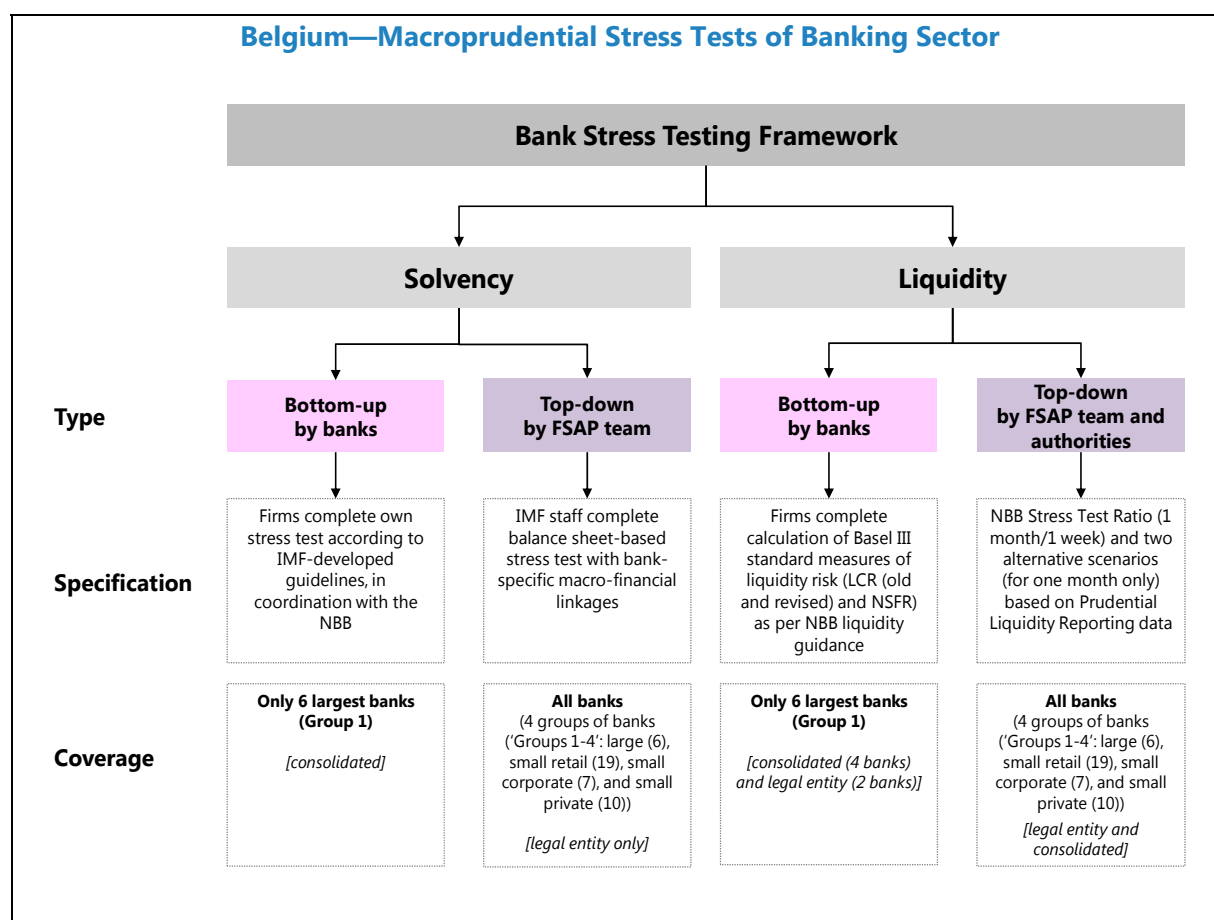 Belgium—Macroprudential Stress Tests of Banking Sector
Bank Stress Testing Framework
Solvency
Liquidity
Type
Bottom-up
by banks
Top-down
by FSAP team
Bottom-up
by banks
Top-down
by FSAP team and
authorities
Specification
Firms complete own
stress test according to
IMF-developed
guidelines, in
coordination with the
NBB
IMF staff complete
balance sheet-based
stress test with bank-
specific macro-financial
linkages
Firms complete
calculation of Basel III
standard measures of
liquidity risk (LCR (old
and revised) and NSFR)
as per NBB liquidity
guidance
NBB Stress Test Ratio (1
month/1 week) and two
alternative scenarios
(for one month only)
based on Prudential
Liquidity Reporting data
Coverage
Only 6 largest banks
(Group 1)
[consolidated]
All banks
(4 groups of banks
(‘Groups 1-4’: large (6),
small retail (19), small
corporate (7), and small
private (10))
[legal entity only]
Only 6 largest banks
(Group 1)
[consolidated (4 banks)
and legal entity (2 banks)]
All banks
(4 groups of banks
(‘Groups 1-4’: large (6),
small retail (19), small
corporate (7), and small
private (10))
[legal entity and
consolidated]